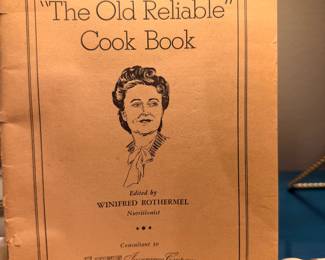 "The Old Reliable"
Cook Book
Edited by
WINIFRED ROTHERMEL
Nutritionist
Consultant to